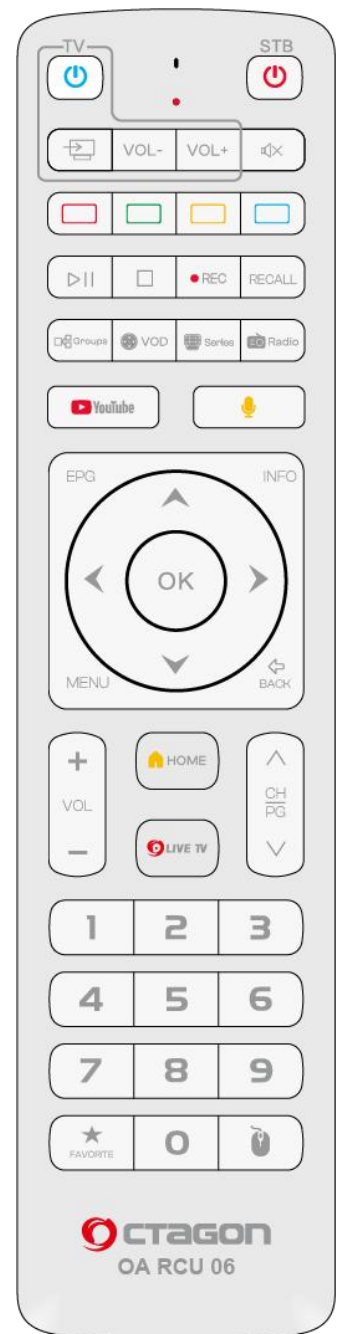 TV STB
VOL- VOL+
REC RECALL
Groups VOD Series Radio
YouTube
EPG INFO
OK
MENU BACK
+ HOME
VOL CH
PG
− LIVE TV
1 2 3
4 5 6
7 8 9
FAVORITE 0
OCTAGON
OA RCU 06